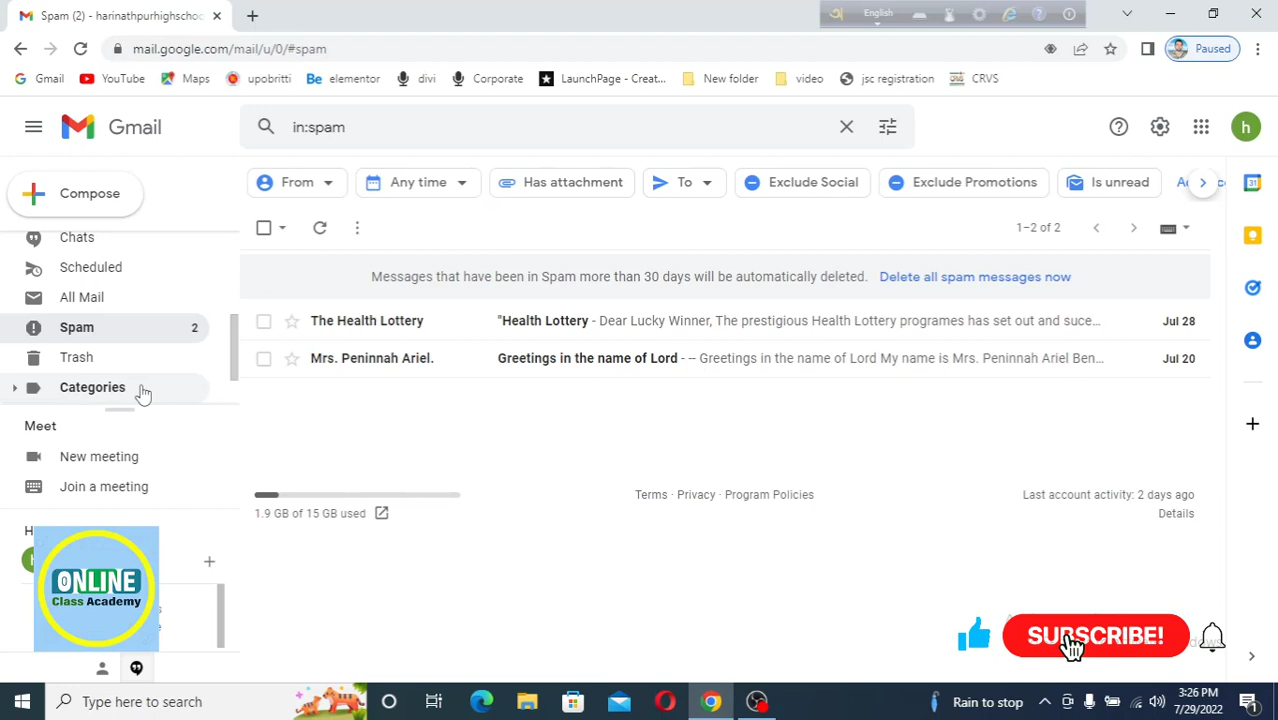 Spam (2) - harinathpurhighschoo
English
mail.google.com/mail/u/0/#spam
Paused
Gmail
YouTube
Maps
upobritti
Be elementor
divi
Corporate
LaunchPage - Creat...
New folder
video
jsc registration
CRVS
Gmail
in:spam
h
Compose
From
Any time
Has attachment
To
Exclude Social
Exclude Promotions
Is unread
Chats
1–2 of 2
Scheduled
Messages that have been in Spam more than 30 days will be automatically deleted. Delete all spam messages now
All Mail
Spam 2
The Health Lottery "Health Lottery - Dear Lucky Winner, The prestigious Health Lottery programes has set out and suce... Jul 28
Trash
Mrs. Peninnah Ariel. Greetings in the name of Lord - -- Greetings in the name of Lord My name is Mrs. Peninnah Ariel Ben... Jul 20
Categories
Meet
New meeting
Join a meeting
1.9 GB of 15 GB used
Terms · Privacy · Program Policies
Last account activity: 2 days ago
Details
H
ONLINE
Class Academy
SUBSCRIBE!
Type here to search
Rain to stop
3:26 PM
7/29/2022
1